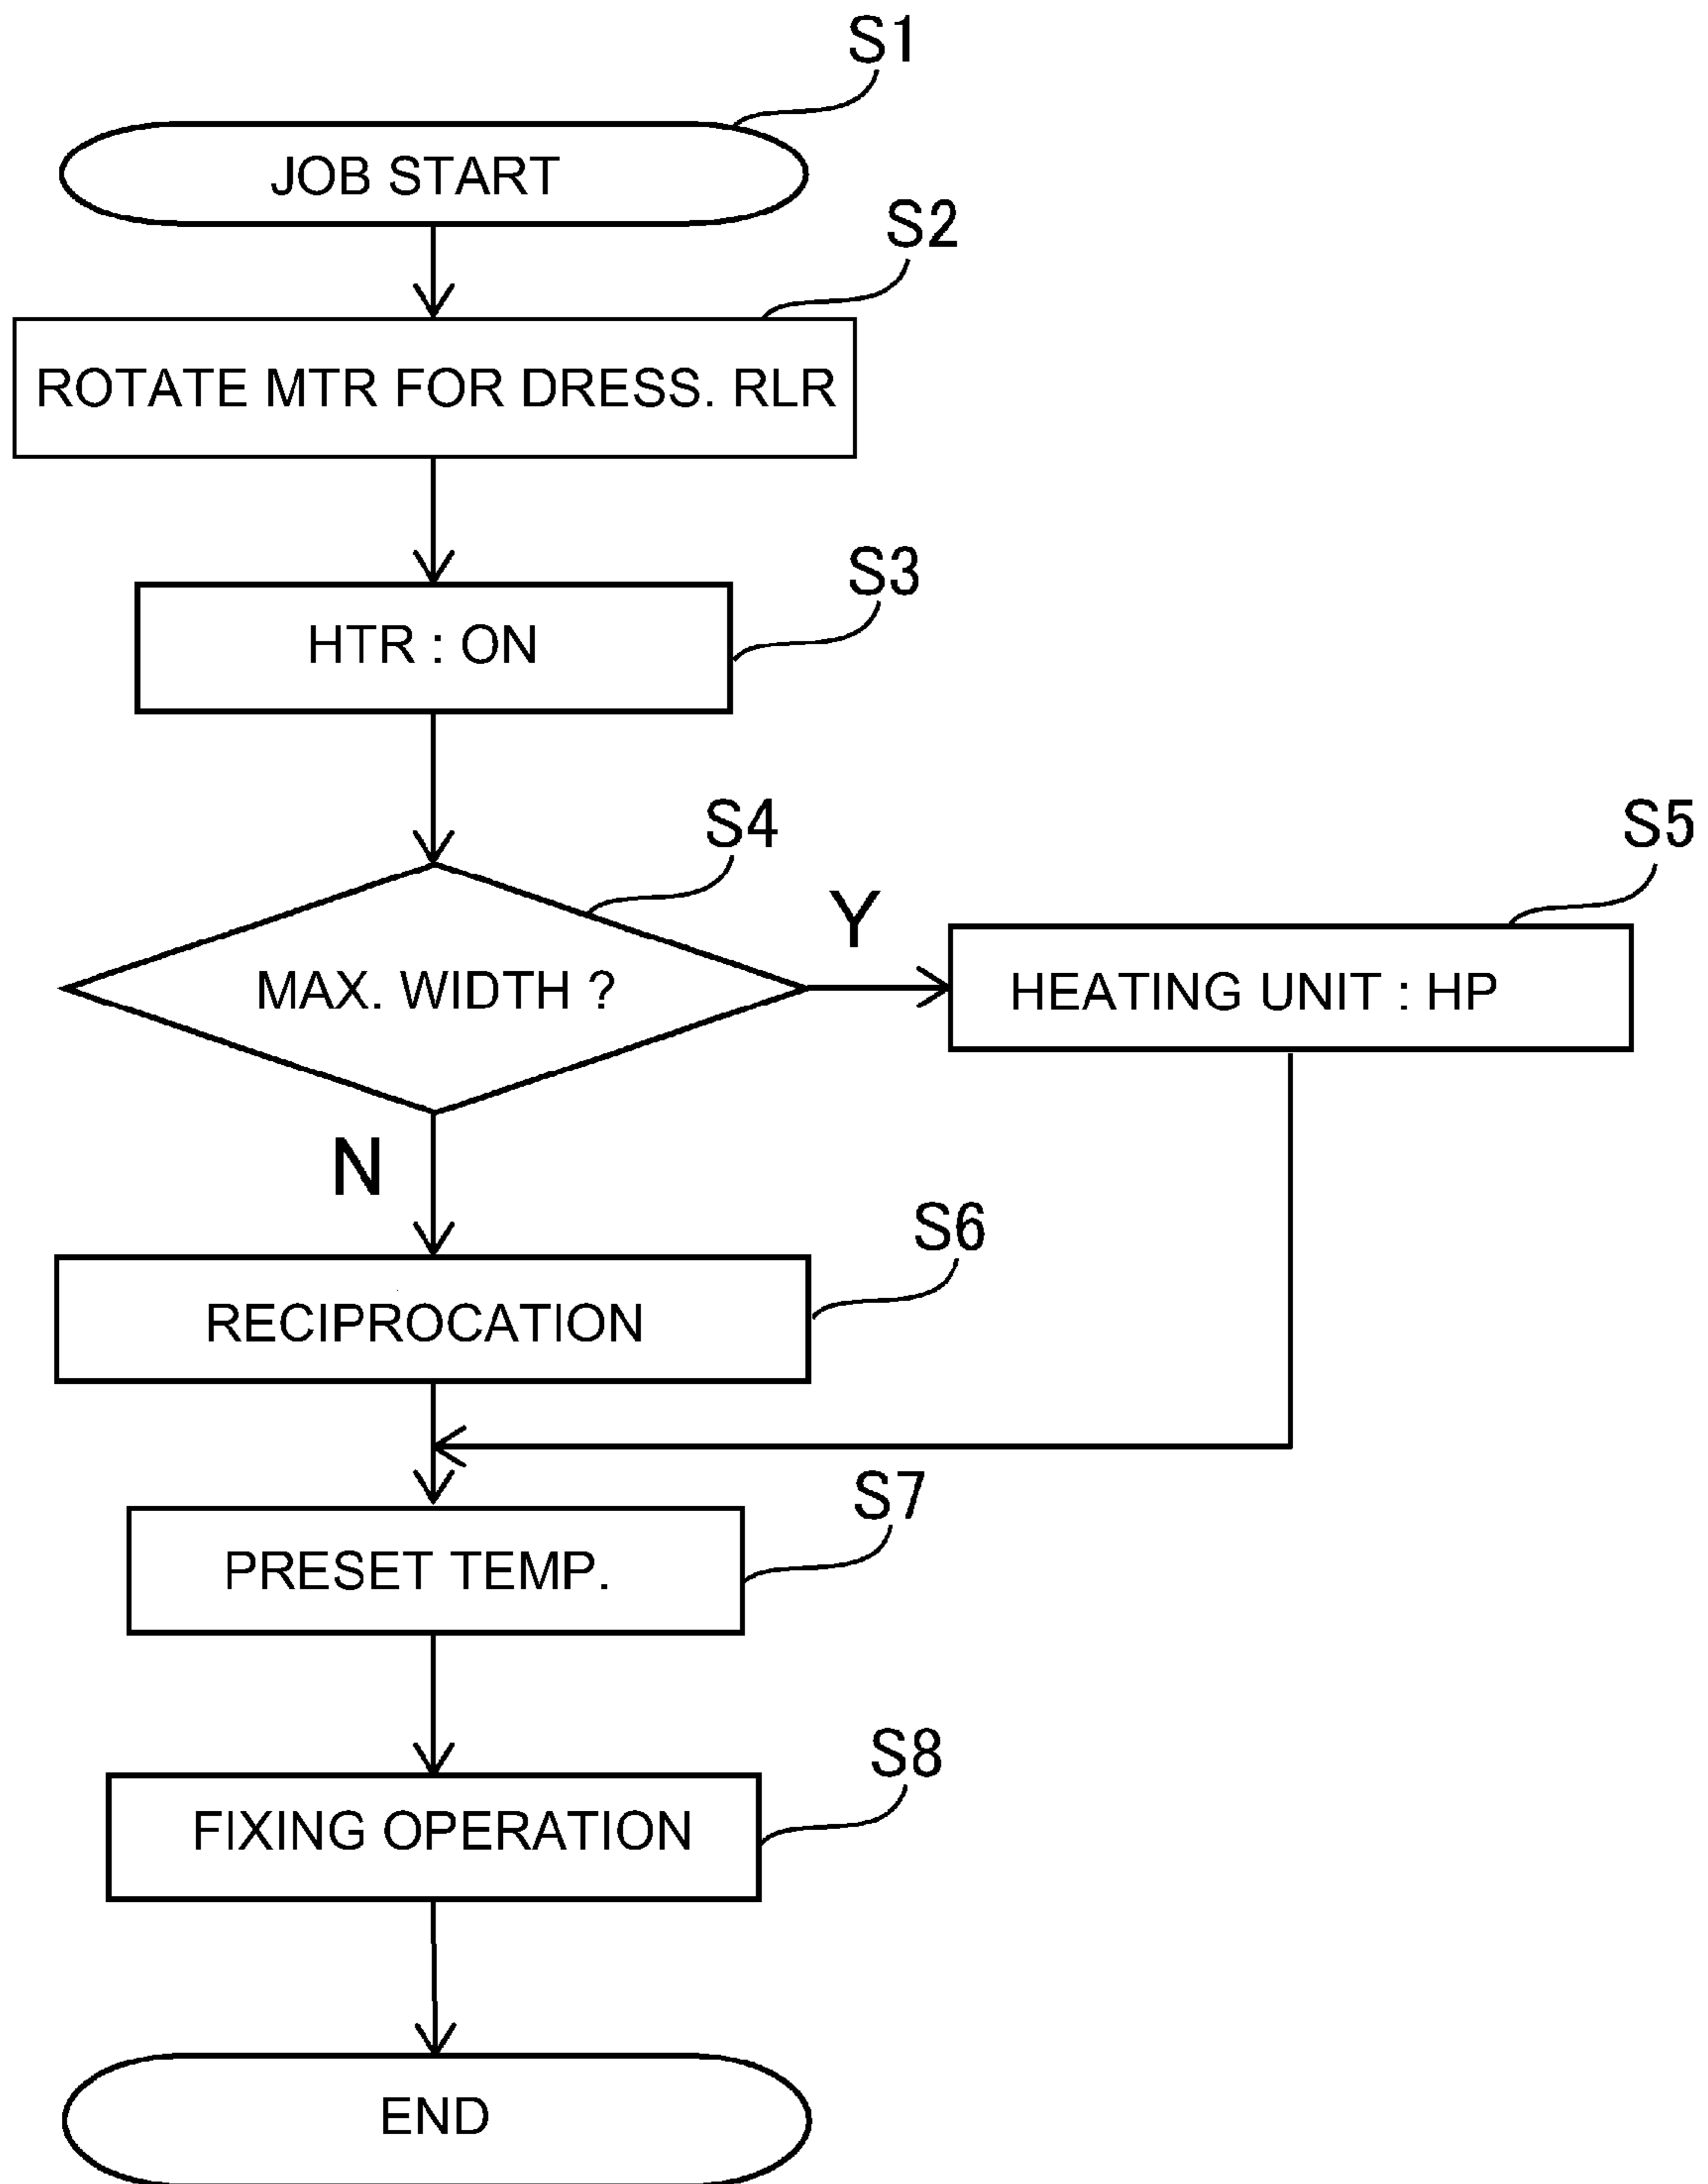 S1
JOB START
S2
ROTATE MTR FOR DRESS. RLR
S3
HTR : ON
S4
MAX. WIDTH ?
Y
S5
HEATING UNIT : HP
N
S6
RECIPROCATION
S7
PRESET TEMP.
S8
FIXING OPERATION
END